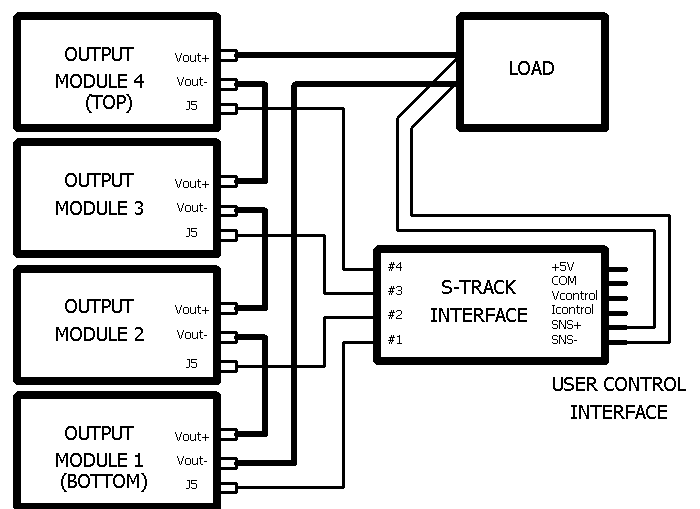 OUTPUT
MODULE 4
(TOP)
Vout+
Vout-
J5
LOAD
OUTPUT
MODULE 3
Vout+
Vout-
J5
OUTPUT
MODULE 2
Vout+
Vout-
J5
OUTPUT
MODULE 1
(BOTTOM)
Vout+
Vout-
J5
#4
#3
#2
#1
S-TRACK
INTERFACE
+5V
COM
Vcontrol
Icontrol
SNS+
SNS-
USER CONTROL
INTERFACE